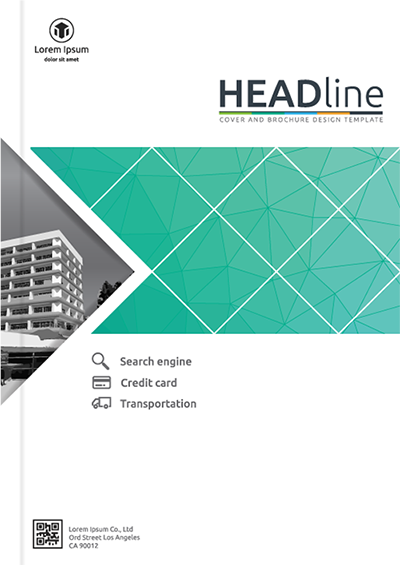 Lorem Ipsum
dolor sit amet
HEADline
COVER AND BROCHURE DESIGN TEMPLATE
Search engine
Credit card
Transportation
Lorem Ipsum Co., Ltd
Ord Street Los Angeles
CA 90012